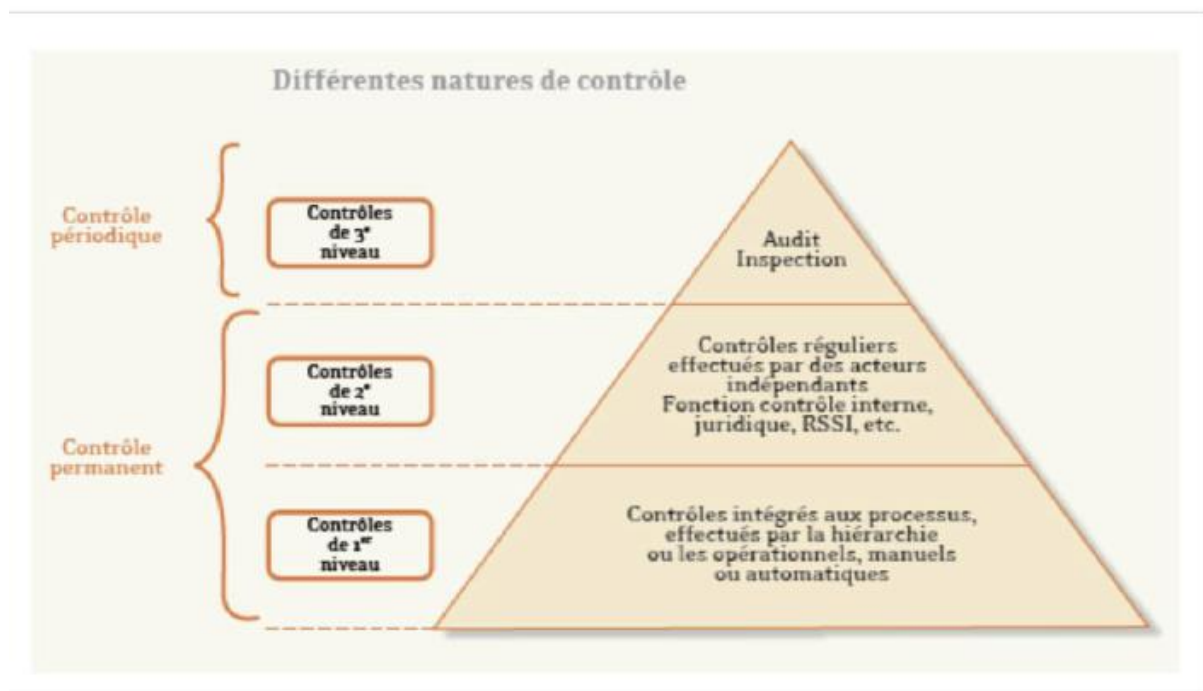 Différentes natures de contrôle
Contrôle
périodique
Contrôles
de 3e
niveau
Audit
Inspection
Contrôle
permanent
Contrôles
de 2e
niveau
Contrôles réguliers
effectués par des acteurs
indépendants
Fonction contrôle interne,
juridique, RSSI, etc.
Contrôles
de 1er
niveau
Contrôles intégrés aux processus,
effectués par la hiérarchie
ou les opérationnels, manuels
ou automatiques